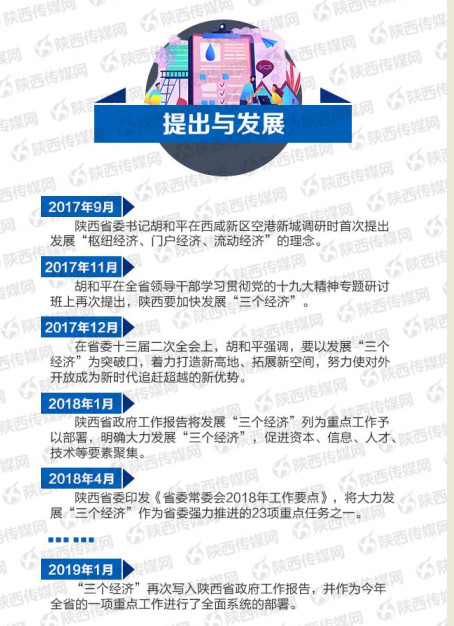 提出与发展
2017年9月
陕西省委书记胡和平在西咸新区空港新城调研时首次提出
发展“枢纽经济、门户经济、流动经济”的理念。
2017年11月
胡和平在全省领导干部学习贯彻党的十九大精神专题研讨
班上再次提出，陕西要加快发展“三个经济”。
2017年12月
在省委十三届二次全会上，胡和平强调，要以发展“三个
经济”为突破口，着力打造新高地、拓展新空间，努力使对外
开放成为新时代追赶超越的新优势。
2018年1月
陕西省政府工作报告将发展“三个经济”列为重点工作予
以部署，明确大力发展“三个经济”，促进资本、信息、人才、
技术等要素聚集。
2018年4月
陕西省委印发《省委常委会2018年工作要点》，将大力发
展“三个经济”作为省委强力推进的23项重点任务之一。
2019年1月
“三个经济”再次写入陕西省政府工作报告，并作为今年
全省的一项重点工作进行了全面系统的部署。
陕西传媒网